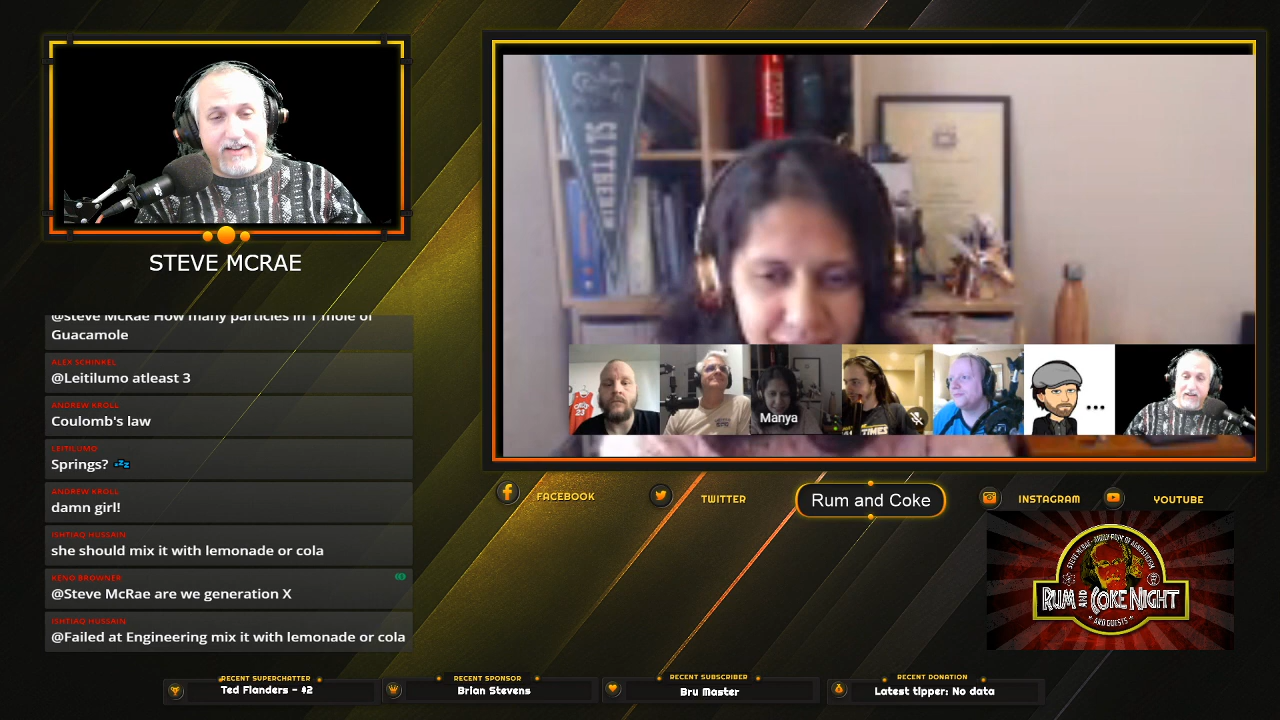 STEVE MCRAE
@Steve McRae How many particles in 1 mole of
Guacamole
ALEX SCHINKEL
@Leitilumo atleast 3
ANDREW KROLL
Coulomb's law
LEITILUMO
Springs?
ANDREW KROLL
damn girl!
ISHTIAQ HUSSAIN
she should mix it with lemonade or cola
KENO BROWNER
@Steve McRae are we generation X
ISHTIAQ HUSSAIN
@Failed at Engineering mix it with lemonade or cola
SLYTHERIN
Manya
...
FACEBOOK
TWITTER
Rum and Coke
INSTAGRAM
YOUTUBE
RUM AND COKE NIGHT
AND GUESTS
RECENT SUPERCHATTER
Ted Flanders - $2
RECENT SPONSOR
Brian Stevens
RECENT SUBSCRIBER
Bru Master
RECENT DONATION
Latest tipper: No data